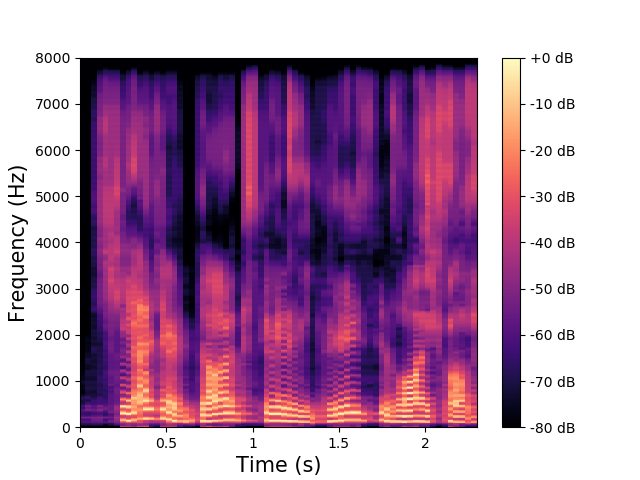 8000
7000
6000
5000
4000
3000
2000
1000
0
Frequency (Hz)
0
0.5
1
1.5
2
Time (s)
+0 dB
-10 dB
-20 dB
-30 dB
-40 dB
-50 dB
-60 dB
-70 dB
-80 dB